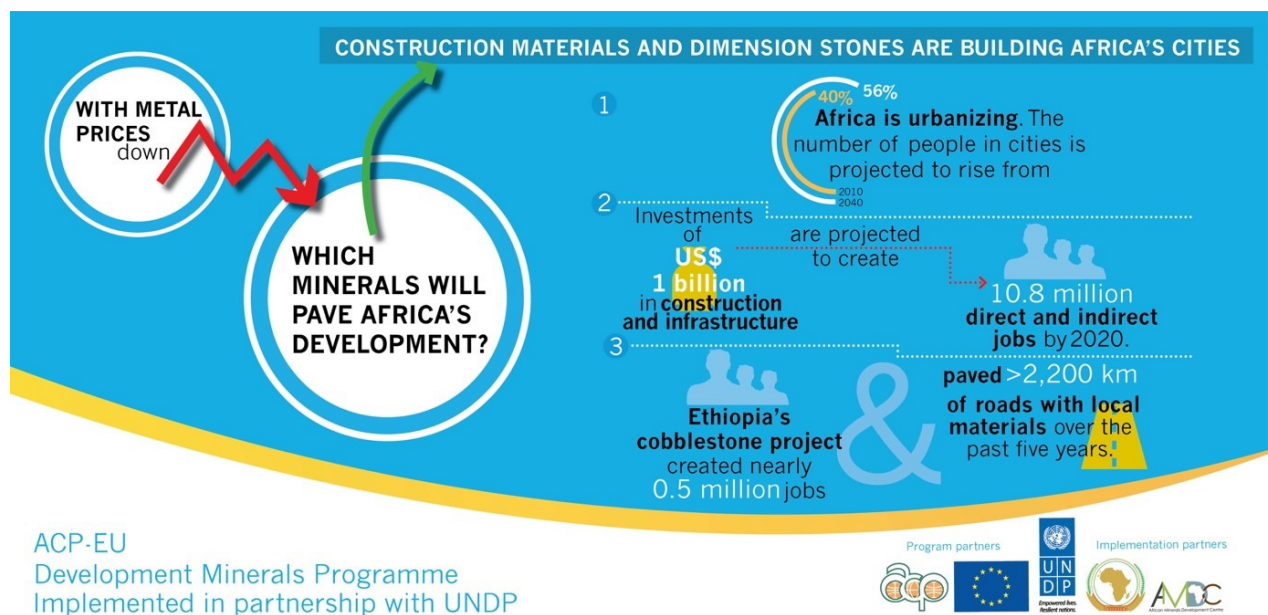 CONSTRUCTION MATERIALS AND DIMENSION STONES ARE BUILDING AFRICA'S CITIES
WITH METAL
PRICES
down
WHICH
MINERALS WILL
PAVE AFRICA'S
DEVELOPMENT?
1
40% 56%
Africa is urbanizing. The
number of people in cities is
projected to rise from
2010
2040
2
Investments
of
US$
1 billion
in construction
and infrastructure
are projected
to create
10.8 million
direct and indirect
jobs by 2020.
3
Ethiopia's
cobblestone project
created nearly
0.5 million jobs
&
paved >2,200 km
of roads with local
materials over the
past five years.
ACP-EU
Development Minerals Programme
Implemented in partnership with UNDP
Program partners
acp
U N
D P
Empowered lives.
Resilient nations.
Implementation partners
AMDC
African Minerals Development Centre